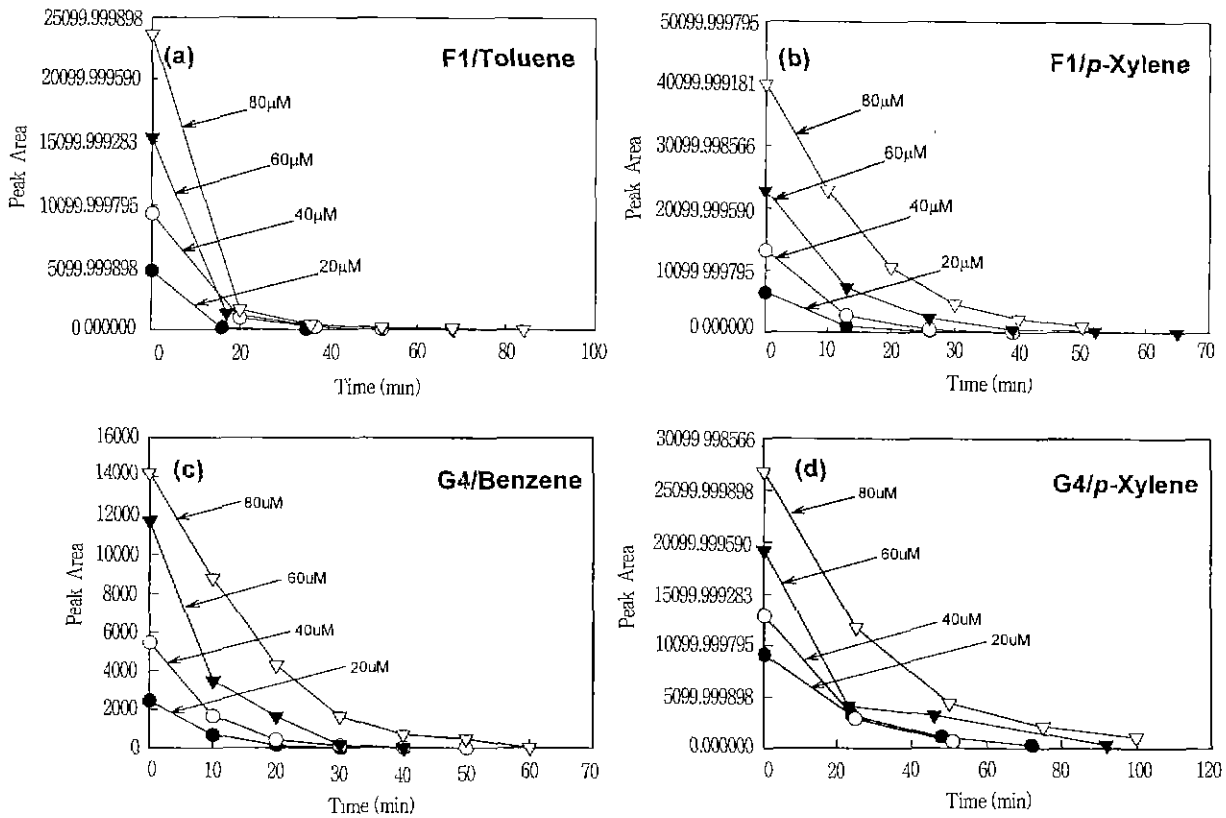 (a)
F1/Toluene
25099.999898
20099.999590
15099.999283
10099.999795
5099.999898
0.000000
Peak Area
80μM
60μM
40μM
20μM
0 20 40 60 80 100
Time (min)
(b)
F1/p-Xylene
50099.999795
40099.999181
30099.998566
20099.999590
10099.999795
0.000000
Peak Area
80μM
60μM
40μM
20μM
0 10 20 30 40 50 60 70
Time (min)
(c)
G4/Benzene
16000
14000
12000
10000
8000
6000
4000
2000
0
Peak Area
80uM
60uM
40uM
20uM
0 10 20 30 40 50 60 70
Time (min)
(d)
G4/p-Xylene
30099.998566
25099.999898
20099.999590
15099.999283
10099.999795
5099.999898
0.000000
Peak Area
80uM
60uM
40uM
20uM
0 20 40 60 80 100 120
Time (min)